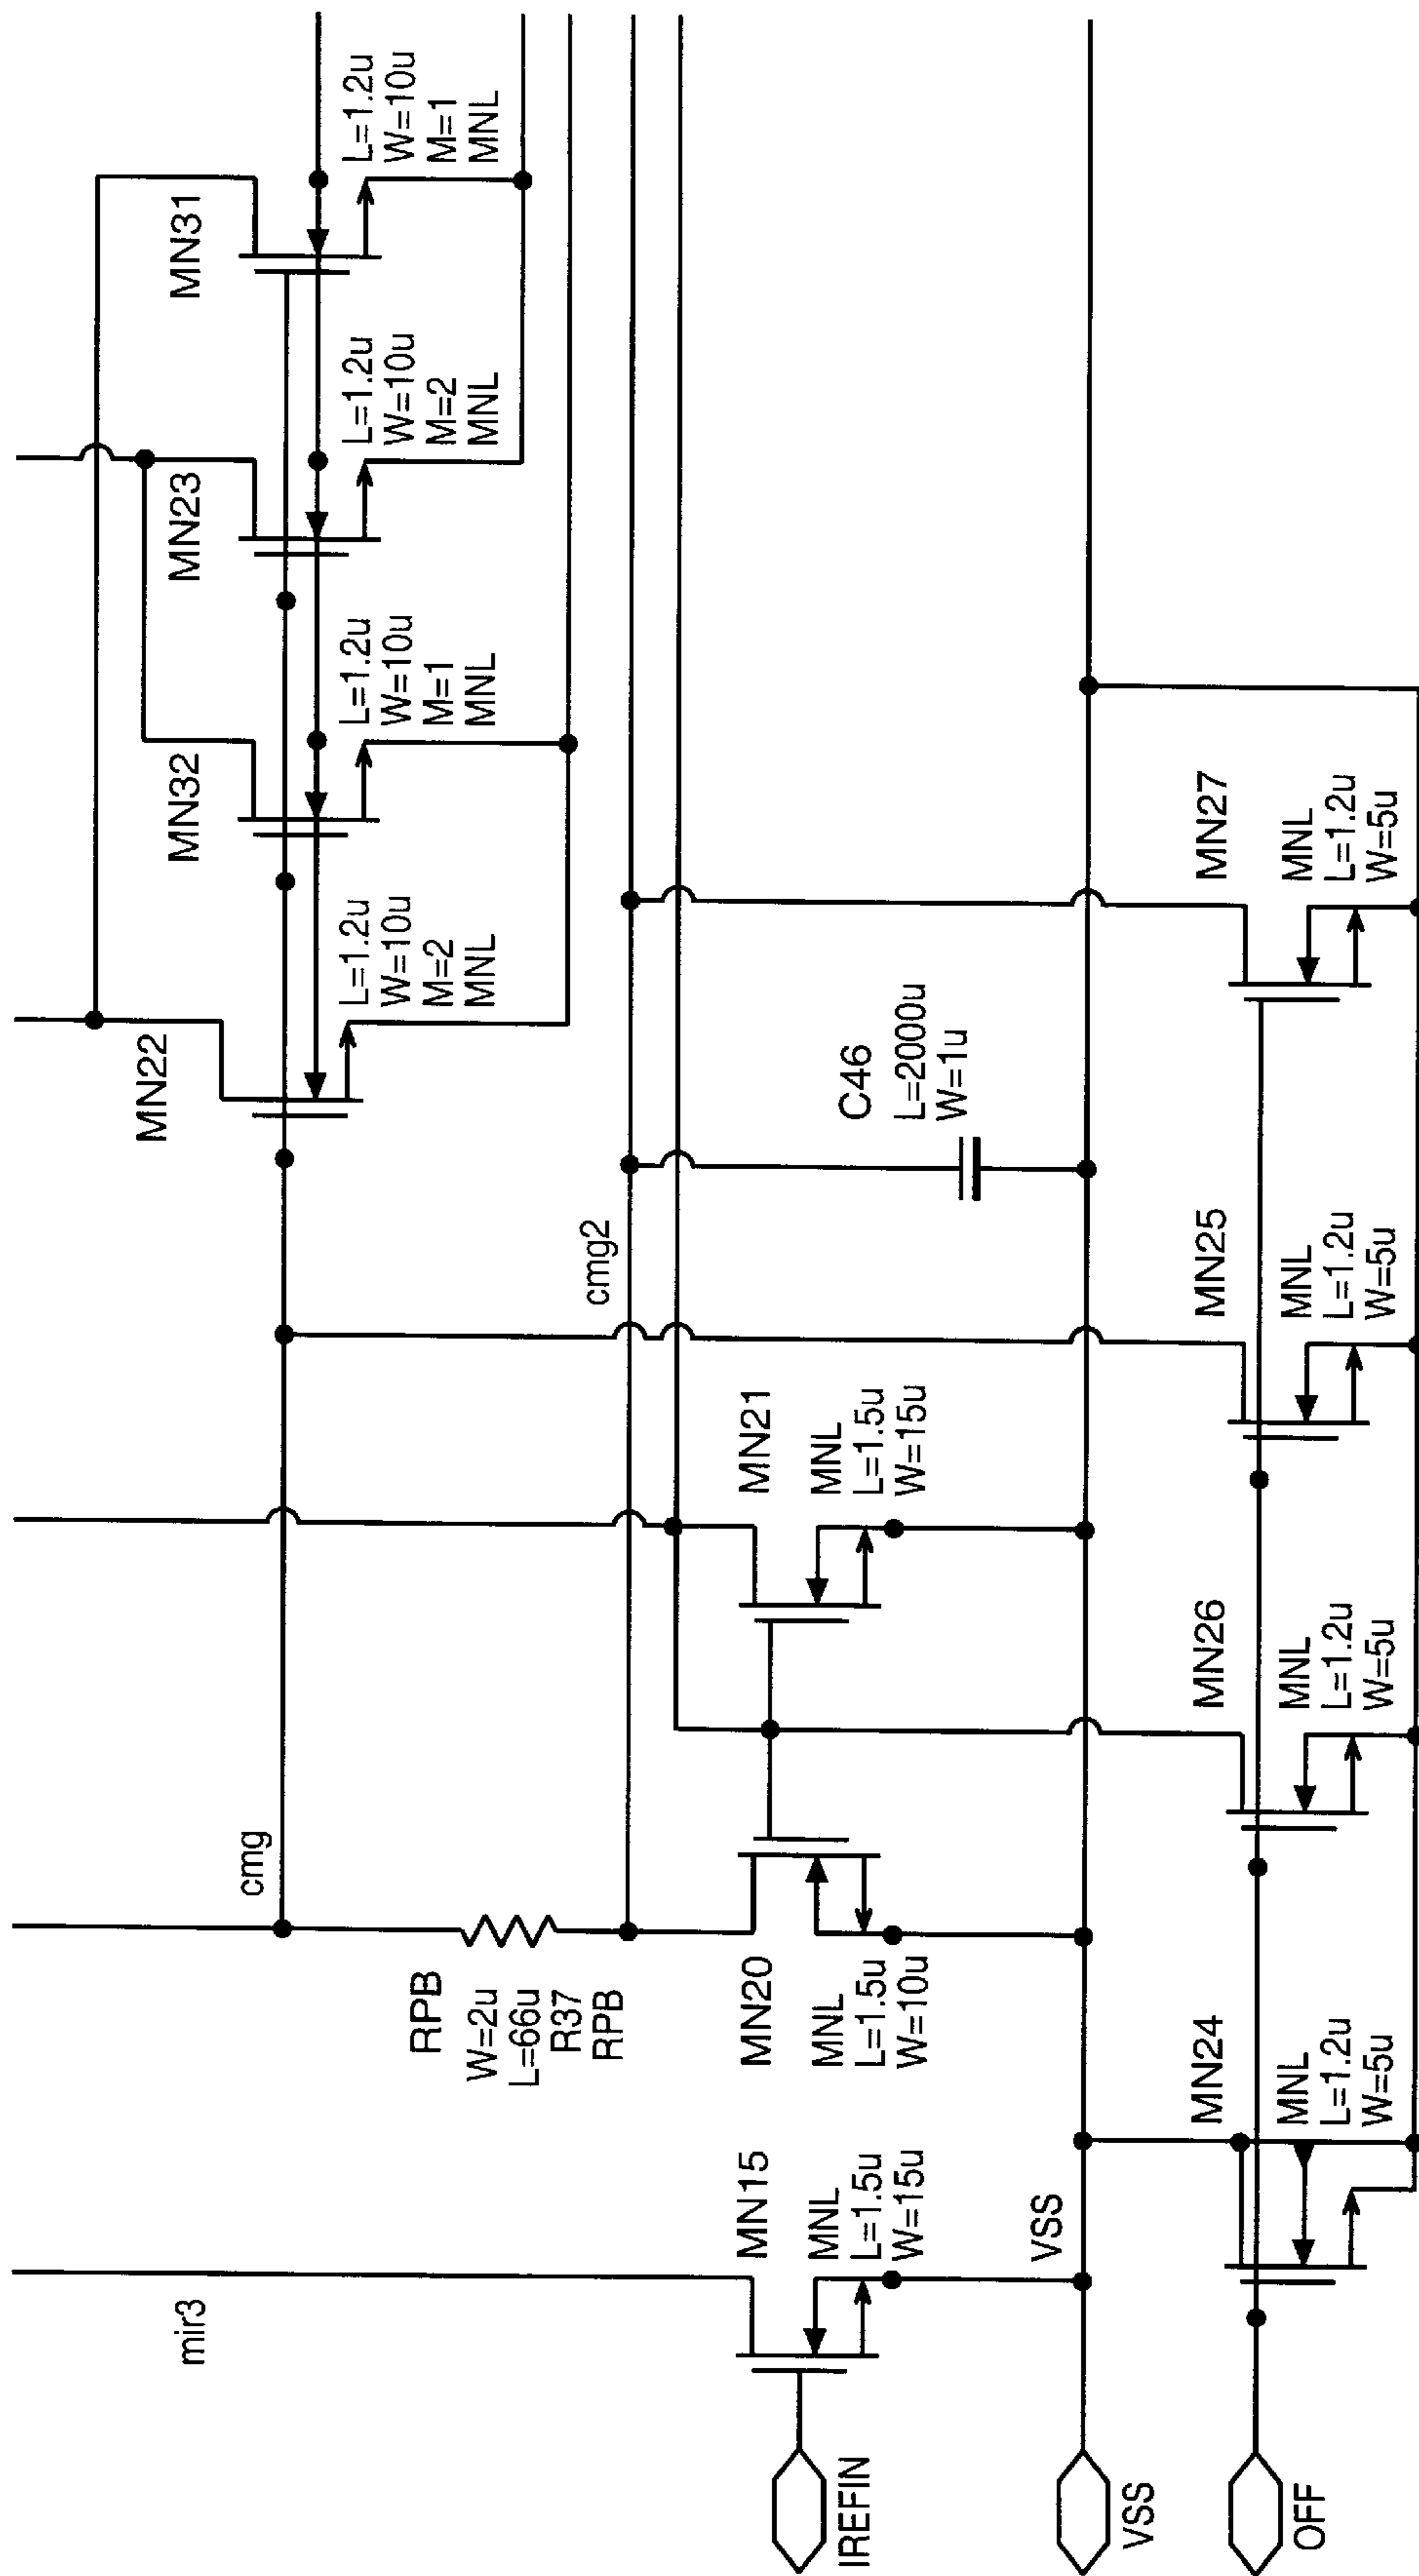 MN22
L=1.2u
W=10u
M=2
MNL
MN32
L=1.2u
W=10u
M=1
MNL
MN23
L=1.2u
W=10u
M=2
MNL
MN31
L=1.2u
W=10u
M=1
MNL
mir3
cmg
RPB
W=2u
L=66u
R37
RPB
cmg2
C46
L=2000u
W=1u
MN15
MNL
L=1.5u
W=15u
MN20
MNL
L=1.5u
W=10u
MN21
MNL
L=1.5u
W=15u
IREFIN
VSS
VSS
OFF
MN24
MNL
L=1.2u
W=5u
MN26
MNL
L=1.2u
W=5u
MN25
MNL
L=1.2u
W=5u
MN27
MNL
L=1.2u
W=5u